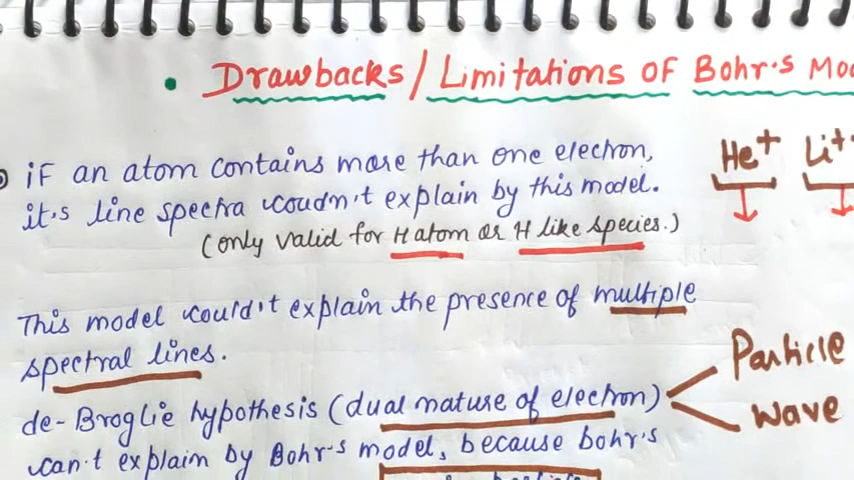 • Drawbacks/Limitations OF Bohr's
if an atom contains more than one electron,
it's line spectra coudn't explain by this model.
(only valid for H atom or H like species.)
He+ Li+
This model could't explain the presence of multiple
spectral lines.
Particle
de-Broglie hypothesis (dual nature of electron)
Wave
can't explain by Bohr's model, because bohr's